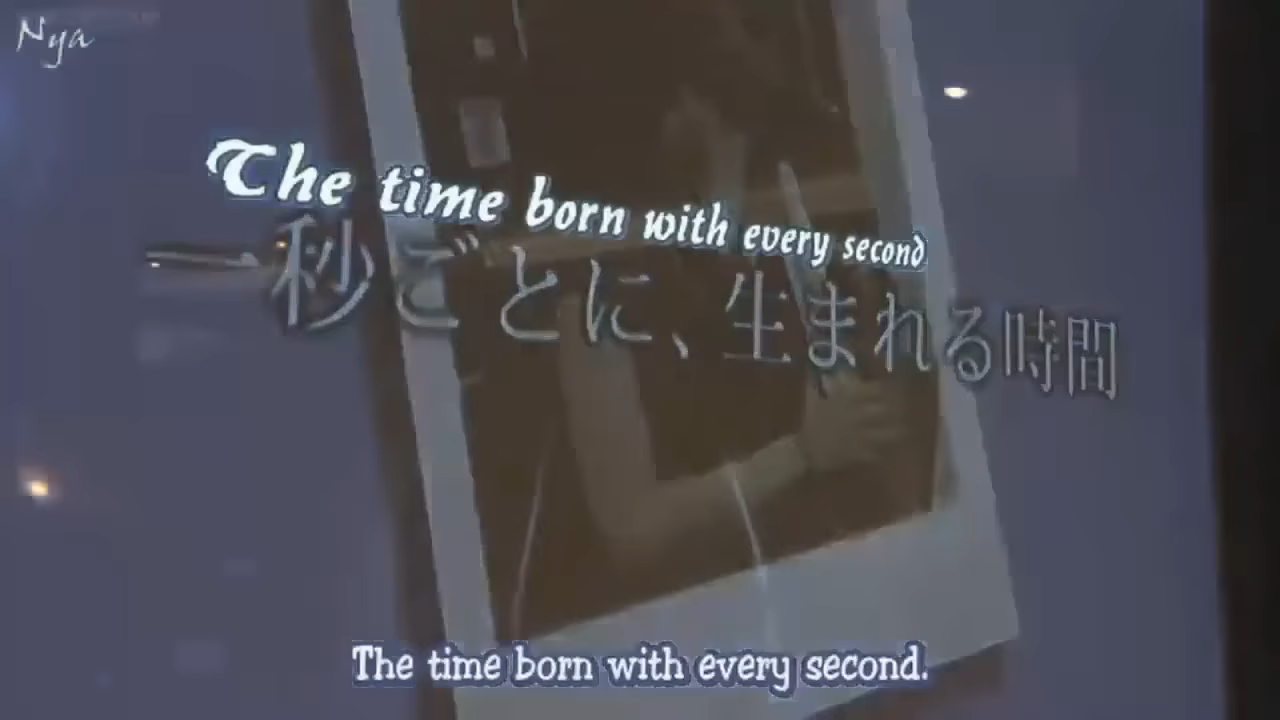 Nya
The time born with every second
秒ごとに、生まれる時間
The time born with every second.